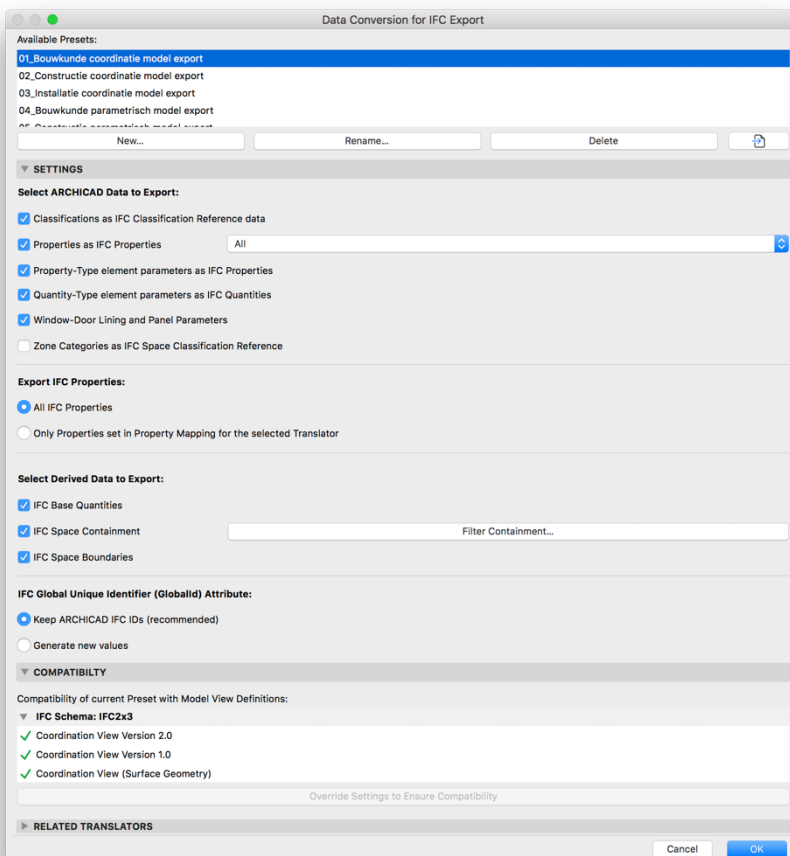 Data Conversion for IFC Export
Available Presets:
01_Bouwkunde coordinatie model export
02_Constructie coordinatie model export
03_Installatie coordinatie model export
04_Bouwkunde parametrisch model export
05_Constructie parametrisch model export
New... Rename... Delete
SETTINGS
Select ARCHICAD Data to Export:
Classifications as IFC Classification Reference data
Properties as IFC Properties All
Property-Type element parameters as IFC Properties
Quantity-Type element parameters as IFC Quantities
Window-Door Lining and Panel Parameters
Zone Categories as IFC Space Classification Reference
Export IFC Properties:
All IFC Properties
Only Properties set in Property Mapping for the selected Translator
Select Derived Data to Export:
IFC Base Quantities
IFC Space Containment Filter Containment...
IFC Space Boundaries
IFC Global Unique Identifier (GlobalId) Attribute:
Keep ARCHICAD IFC IDs (recommended)
Generate new values
COMPATIBILTY
Compatibility of current Preset with Model View Definitions:
IFC Schema: IFC2x3
Coordination View Version 2.0
Coordination View Version 1.0
Coordination View (Surface Geometry)
Override Settings to Ensure Compatibility
RELATED TRANSLATORS
Cancel OK